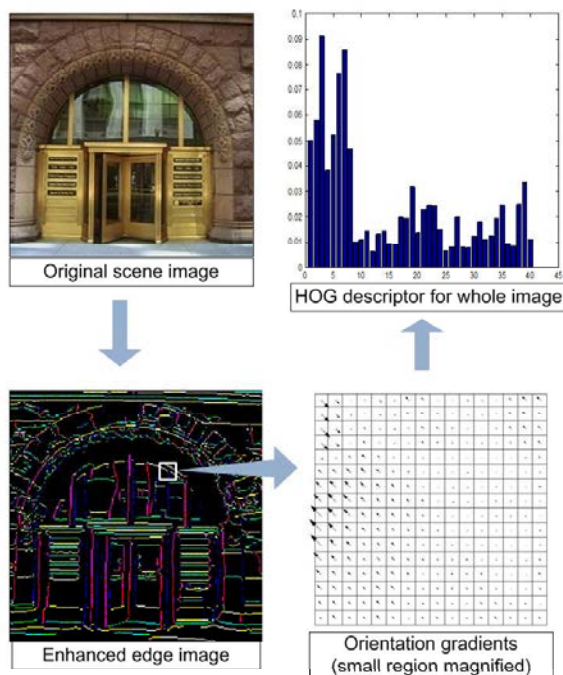 0.1
0.09
0.08
0.07
0.06
0.05
0.04
0.03
0.02
0.01
0
0 5 10 15 20 25 30 35 40 45
Original scene image
HOG descriptor for whole image
Enhanced edge image
Orientation gradients
(small region magnified)